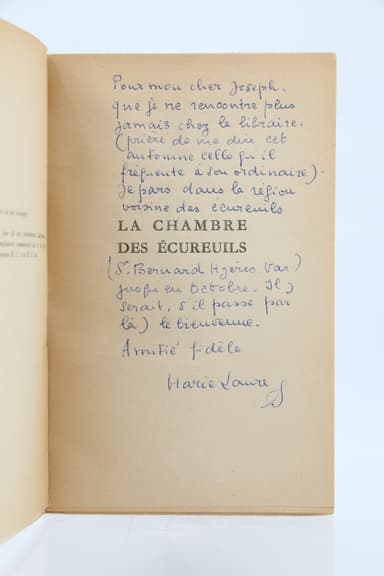 Pour mon cher Joseph,
que je ne rencontre plus
jamais chez le libraire.
(prière de me dire cet
automne celle qu'il
fréquente à son ordinaire).
Je pars dans la région
voisine des écureuils
LA CHAMBRE
DES ÉCUREUILS
(St Bernard Hyères Var)
jusqu'en Octobre. Il)
serait, s'il passe par
là) le bienvenu.
Amitié fidèle
Marie Laure